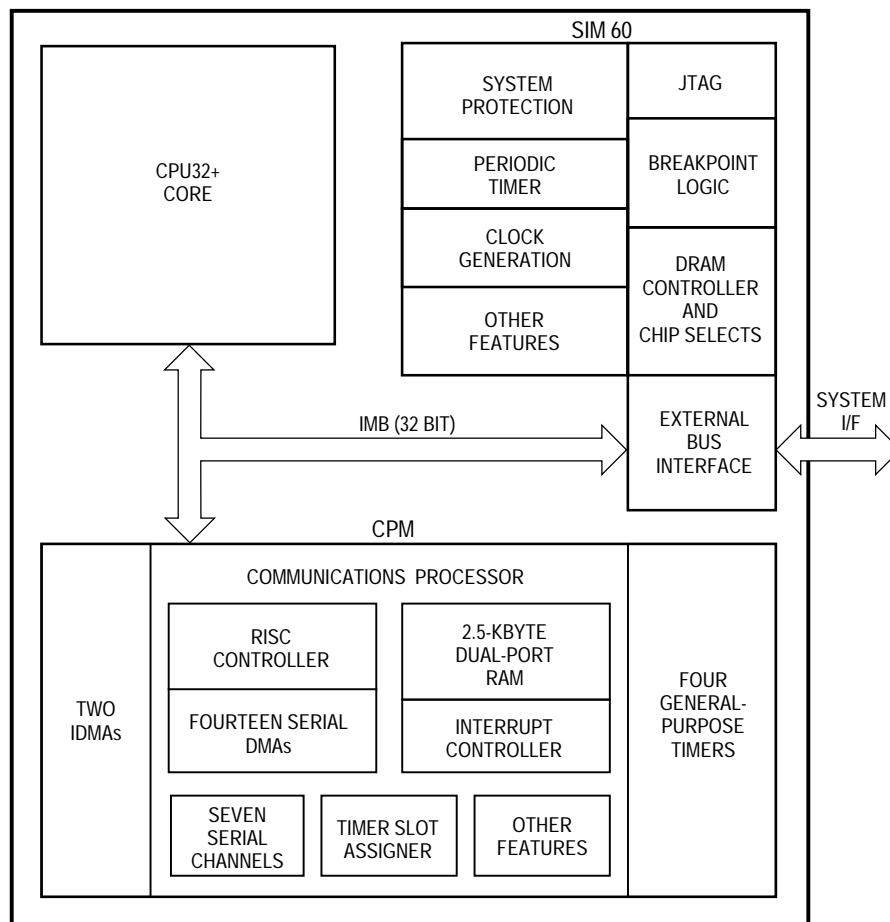 SIM 60
CPU32+
CORE
SYSTEM
PROTECTION
PERIODIC
TIMER
CLOCK
GENERATION
OTHER
FEATURES
JTAG
BREAKPOINT
LOGIC
DRAM
CONTROLLER
AND
CHIP SELECTS
EXTERNAL
BUS
INTERFACE
SYSTEM
I/F
IMB (32 BIT)
CPM
TWO
IDMAs
COMMUNICATIONS PROCESSOR
RISC
CONTROLLER
FOURTEEN SERIAL
DMAs
2.5-KBYTE
DUAL-PORT
RAM
INTERRUPT
CONTROLLER
SEVEN
SERIAL
CHANNELS
TIMER SLOT
ASSIGNER
OTHER
FEATURES
FOUR
GENERAL-
PURPOSE
TIMERS